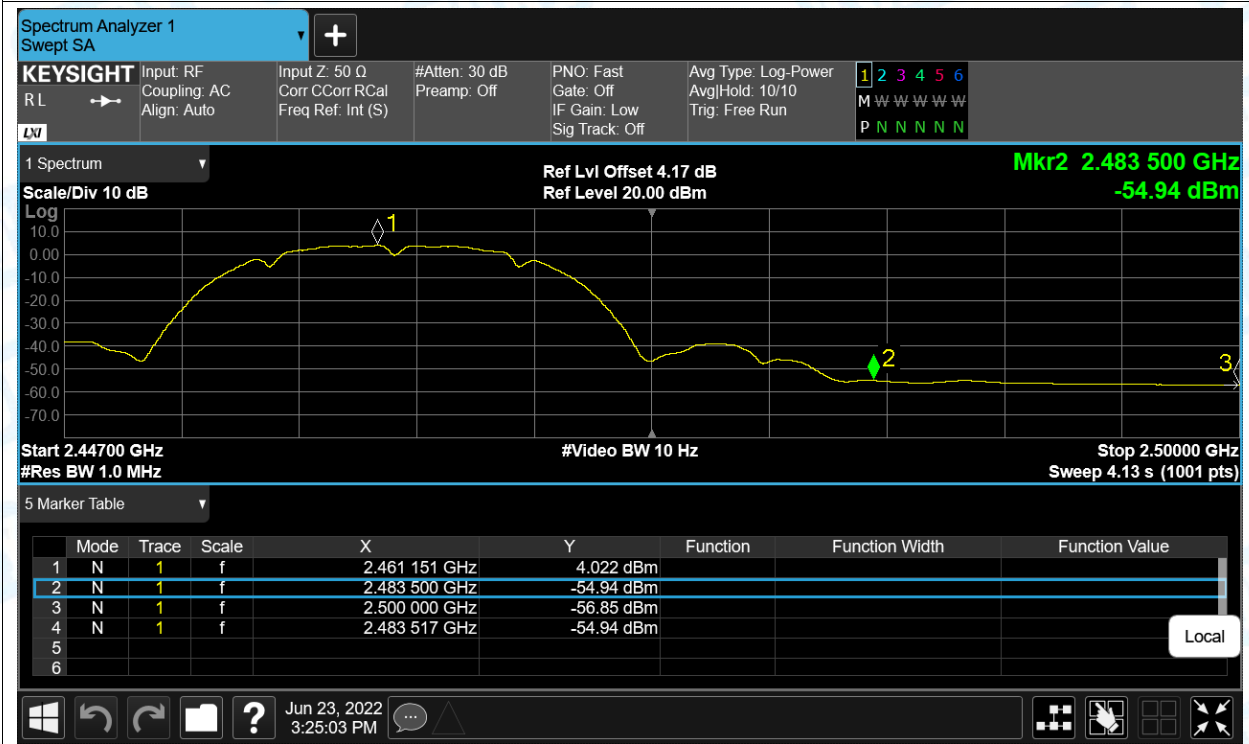 Spectrum Analyzer 1
Swept SA
+
KEYSIGHT Input: RF Input Z: 50 Ω #Atten: 30 dB PNO: Fast Avg Type: Log-Power 1 2 3 4 5 6
R L Coupling: AC Corr CCorr RCal Preamp: Off Gate: Off Avg|Hold: 10/10 M W W W W W
Align: Auto Freq Ref: Int (S) IF Gain: Low Trig: Free Run
LXI Sig Track: Off P N N N N N
1 Spectrum Ref Lvl Offset 4.17 dB Mkr2 2.483 500 GHz
Scale/Div 10 dB Ref Level 20.00 dBm -54.94 dBm
Log
1
10.0
0.00
-10.0
-20.0
-30.0
-40.0
2 3
-50.0
-60.0
-70.0
Start 2.44700 GHz #Video BW 10 Hz Stop 2.50000 GHz
#Res BW 1.0 MHz Sweep 4.13 s (1001 pts)
5 Marker Table
Mode Trace Scale X Y Function Function Width Function Value
1 N 1 f 2.461 151 GHz 4.022 dBm
2 N 1 f 2.483 500 GHz -54.94 dBm
3 N 1 f 2.500 000 GHz -56.85 dBm
4 N 1 f 2.483 517 GHz -54.94 dBm
5
6
Local
? Jun 23, 2022
3:25:03 PM